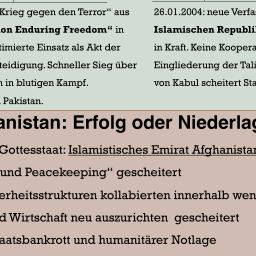 Krieg gegen den Terror“ aus
on Enduring Freedom“ in
timierte Einsatz als Akt der
teidigung. Schneller Sieg über
n in blutigen Kampf.
Pakistan.
26.01.2004: neue Verfa
Islamischen Republi
in Kraft. Keine Koopera
Eingliederung der Tali
von Kabul scheitert Sta
anistan: Erfolg oder Niederla
Gottesstaat: Islamistisches Emirat Afghanistan
und Peacekeeping“ gescheitert
erheitsstrukturen kollabierten innerhalb wen
d Wirtschaft neu auszurichten gescheitert
aatsbankrott und humanitärer Notlage